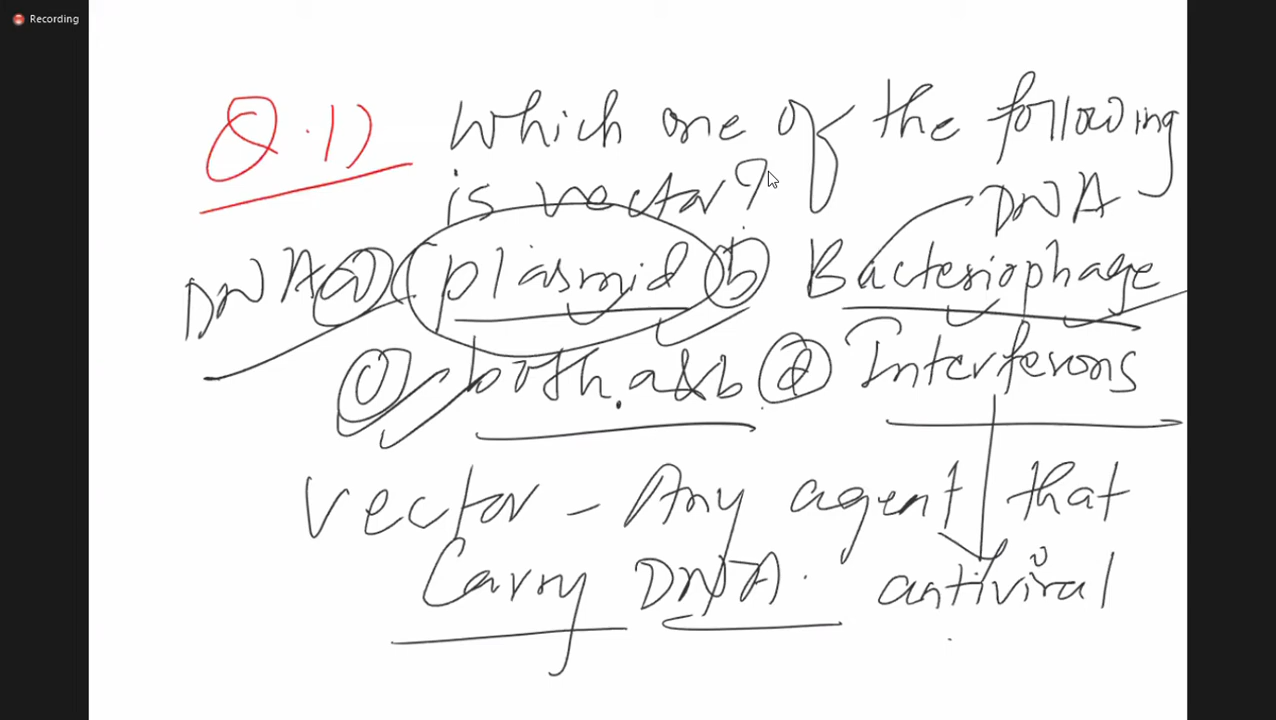 Recording
Q.1) Which one of the following
is vector?
DNA
DNA (a) plasmid (b) Bacteriophage
(c) both a & b (d) Interferons
vector - Any agent that
Carry DNA. antiviral